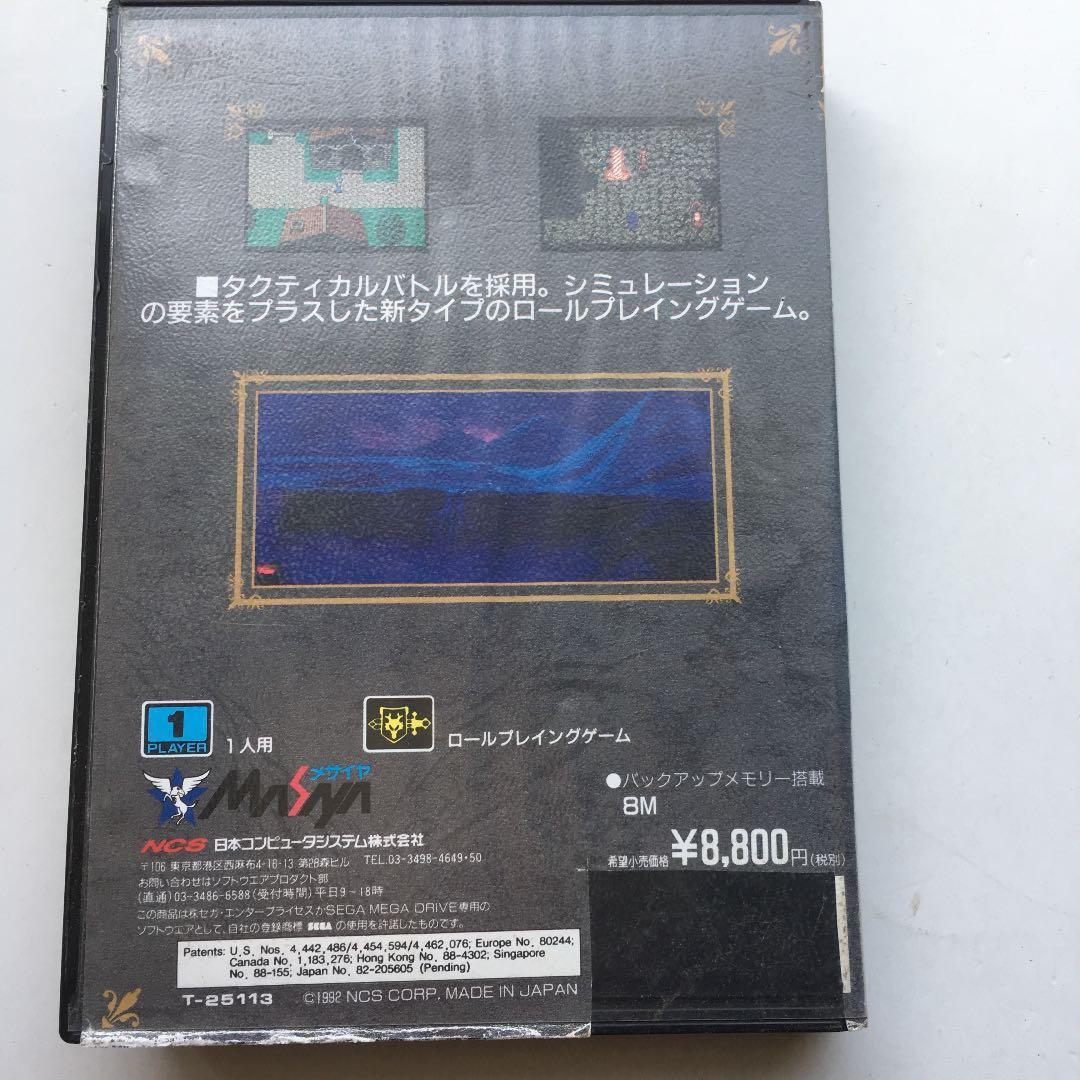 ■タクティカルバトルを採用。シミュレーション
の要素をプラスした新タイプのロールプレイングゲーム。
1
PLAYER
1人用
ロールプレイングゲーム
メサイヤ
MASAYA
●バックアップメモリー搭載
8M
NCS 日本コンピュータシステム株式会社
希望小売価格 ¥8,800円(税別)
〒106 東京都港区西麻布4-16-13 第28森ビル TEL.03-3498-4649・50
お問い合わせはソフトウエアプロダクト部
(直通)03-3486-6588(受付時間)平日9~18時
この商品は株セガ・エンタープライゼスがSEGA MEGA DRIVE専用の
ソフトウエアとして、自社の登録商標 SEGA の使用を許諾したものです。
Patents: U.S. Nos. 4,442,486/4,454,594/4,462,076; Europe No. 80244;
Canada No. 1,183,276; Hong Kong No. 88-4302; Singapore
No. 88-155; Japan No. 82-205605 (Pending)
T-25113 ©1992 NCS CORP. MADE IN JAPAN